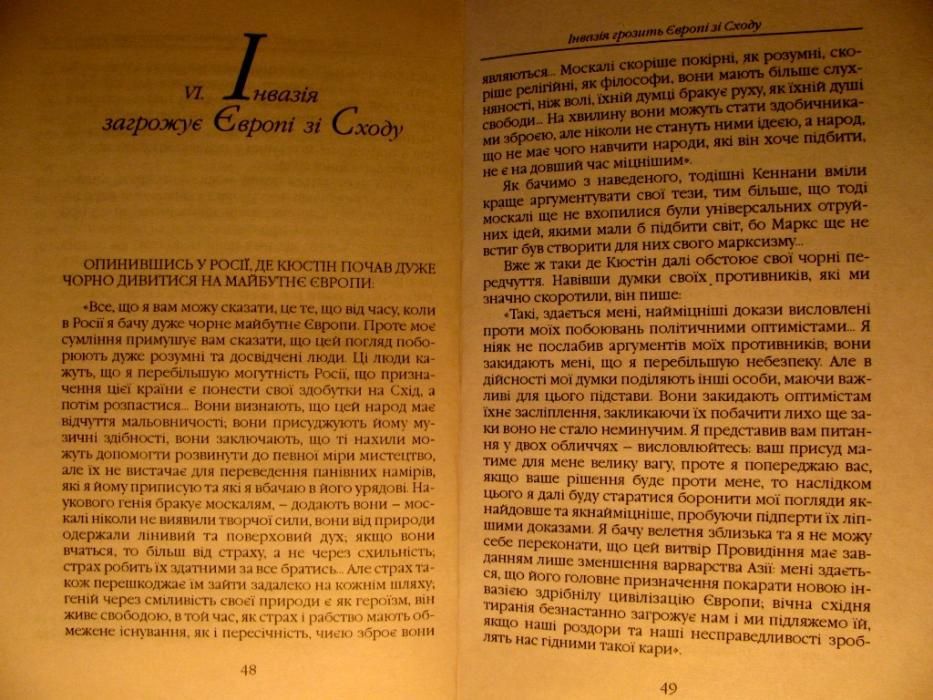 VI. Інвазія
загрожує Європі зі Сходу
ОПИНИВШИСЬ У РОСІЇ, ДЕ КЮСТІН ПОЧАВ ДУЖЕ
ЧОРНО ДИВИТИСЯ НА МАЙБУТНЄ ЄВРОПИ:
«Все, що я вам можу сказати, це те, що від часу, коли
в Росії я бачу дуже чорне майбутнє Європи. Проте моє
сумління примушує вам сказати, що цей погляд побо-
рюють дуже розумні та досвідчені люди. Ці люди ка-
жуть, що я перебільшую могутність Росії, що призна-
чення цієї країни є понести свої здобутки на Схід, а
потім розпастися... Вони визнають, що цей народ має
відчуття мальовничості; вони присуджують йому му-
зичні здібності, вони заключають, що ті нахили мо-
жуть допомогти розвинути до певної міри мистецтво,
але їх не вистачає для переведення панівних намірів,
які я йому приписую та які я вбачаю в його урядові. На-
укового генія бракує москалям, – додають вони – мос-
калі ніколи не виявили творчої сили, вони від природи
одержали лінивий та поверховий дух; якщо вони
вчаться, то більш від страху, а не через схильність;
страх робить їх здатними за все братись... Але страх та-
кож перешкоджає їм зайти задалеко на кожнім шляху;
геній через сміливість своєї природи є як героїзм, він
живе свободою, в той час, як страх і рабство мають об-
межене існування, як і пересічність, чиєю зброє вони
48
Інвазія грозить Європі зі Сходу
являються... Москалі скоріше покірні, як розумні, ско-
ріше релігійні, як філософи, вони мають більше слух-
няності, ніж волі, їхній думці бракує руху, як їхній душі
свободи... На хвилину вони можуть стати здобичника-
ми зброєю, але ніколи не стануть ними ідеєю, а народ,
що не має чого навчити народи, які він хоче підбити,
не є на довший час міцнішим».
Як бачимо з наведеного, тодішні Кеннани вміли
краще аргументувати свої тези, тим більше, що тоді
москалі ще не вхопилися були універсальних отруй-
них ідей, якими мали б підбити світ, бо Маркс ще не
встиг був створити для них свого марксизму...
Вже ж таки де Кюстін далі обстоює свої чорні пе-
редчуття. Навівши думки своїх противників, які ми
значно скоротили, він пише:
«Такі, здається мені, найміцніші докази висловлені
проти моїх побоювань політичними оптимістами... Я
ніяк не послабив аргументів моїх противників; вони
закидають мені, що я перебільшую небезпеку. Але в
дійсності мої думки поділяють інші особи, маючи важ-
ливі для цього підстави. Вони закидають оптимістам
їхнє засліплення, закликаючи їх побачити лихо ще за-
ки воно не стало неминучим. Я представив вам питан-
ня у двох обличчях – висловлюйтесь: ваш присуд ма-
тиме для мене велику вагу, проте я попереджаю вас,
якщо ваше рішення буде проти мене, то наслідком
цього я далі буду старатися боронити мої погляди як-
найдовше та якнайміцніше, пробуючи підперти їх ліп-
шими доказами. Я бачу велетня зблизька та я не можу
себе переконати, що цей витвір Провидіння має зав-
данням лише зменшення варварства Азії: мені здаєть-
ся, що його головне призначення покарати новою ін-
вазією здрібнілу цивілізацію Європи; вічна східня
тиранія безнастанно загрожує нам і ми підляжемо їй,
якщо наші роздори та наші несправедливості зроб-
лять нас гідними такої кари».
49